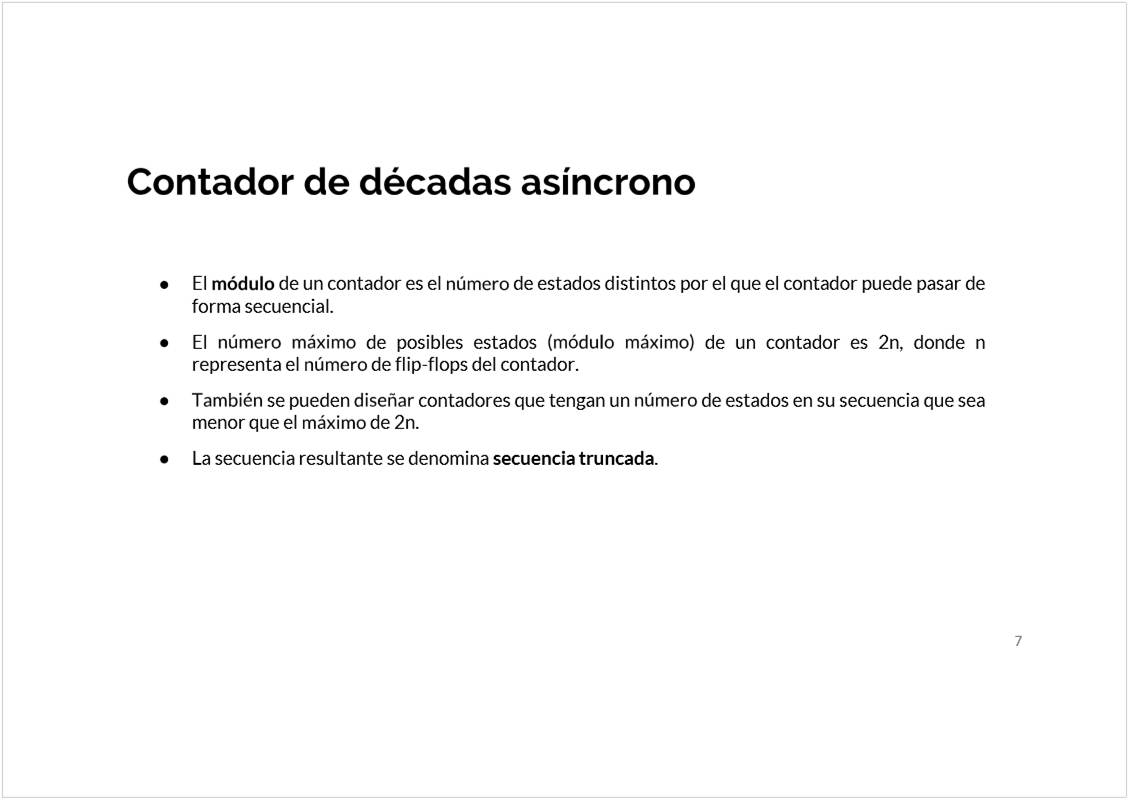 Contador de décadas asíncrono
● El módulo de un contador es el número de estados distintos por el que el contador puede pasar de
forma secuencial.
● El número máximo de posibles estados (módulo máximo) de un contador es 2n, donde n
representa el número de flip-flops del contador.
● También se pueden diseñar contadores que tengan un número de estados en su secuencia que sea
menor que el máximo de 2n.
● La secuencia resultante se denomina secuencia truncada.
7